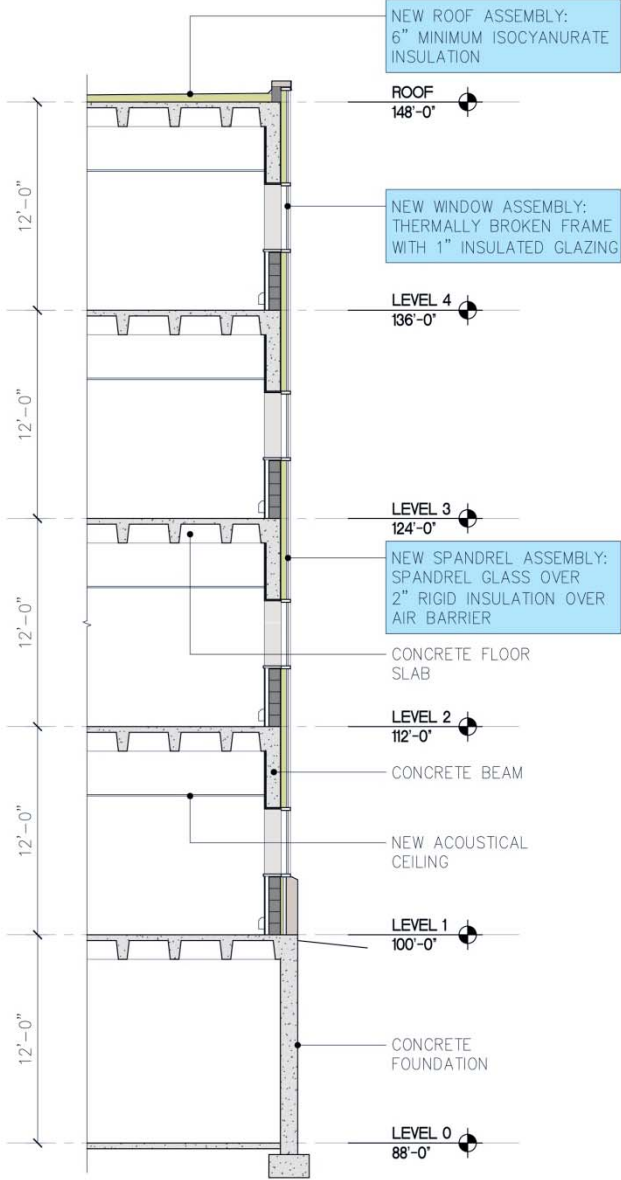 NEW ROOF ASSEMBLY:
6” MINIMUM ISOCYANURATE
INSULATION
ROOF
148'-0"
12'-0"
NEW WINDOW ASSEMBLY:
THERMALLY BROKEN FRAME
WITH 1” INSULATED GLAZING
LEVEL 4
136'-0"
12'-0"
LEVEL 3
124'-0"
NEW SPANDREL ASSEMBLY:
SPANDREL GLASS OVER
2” RIGID INSULATION OVER
AIR BARRIER
12'-0"
CONCRETE FLOOR
SLAB
LEVEL 2
112'-0"
CONCRETE BEAM
12'-0"
NEW ACOUSTICAL
CEILING
LEVEL 1
100'-0"
12'-0"
CONCRETE
FOUNDATION
LEVEL 0
88'-0"